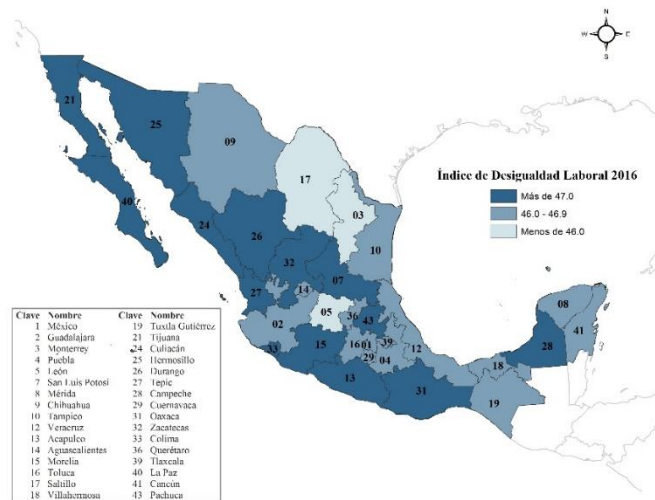 N
W E
S
21
25
09
17
Índice de Desigualdad Laboral 2016
Más de 47.0
46.0 - 46.9
Menos de 46.0
03
40
24
26
10
32
07
27
14
05
36
43
08
41
28
02
33
15
16 01 39
29 04
12
18
13
31
19
Clave Nombre Clave Nombre
1 México 19 Tuxtla Gutiérrez
2 Guadalajara 21 Tijuana
3 Monterrey 24 Culiacán
4 Puebla 25 Hermosillo
5 León 26 Durango
7 San Luis Potosí 27 Tepic
8 Mérida 28 Campeche
9 Chihuahua 29 Cuernavaca
10 Tampico 31 Oaxaca
12 Veracruz 32 Zacatecas
13 Acapulco 33 Colima
14 Aguascalientes 36 Querétaro
15 Morelia 39 Tlaxcala
16 Toluca 40 La Paz
17 Saltillo 41 Cancún
18 Villahermosa 43 Pachuca